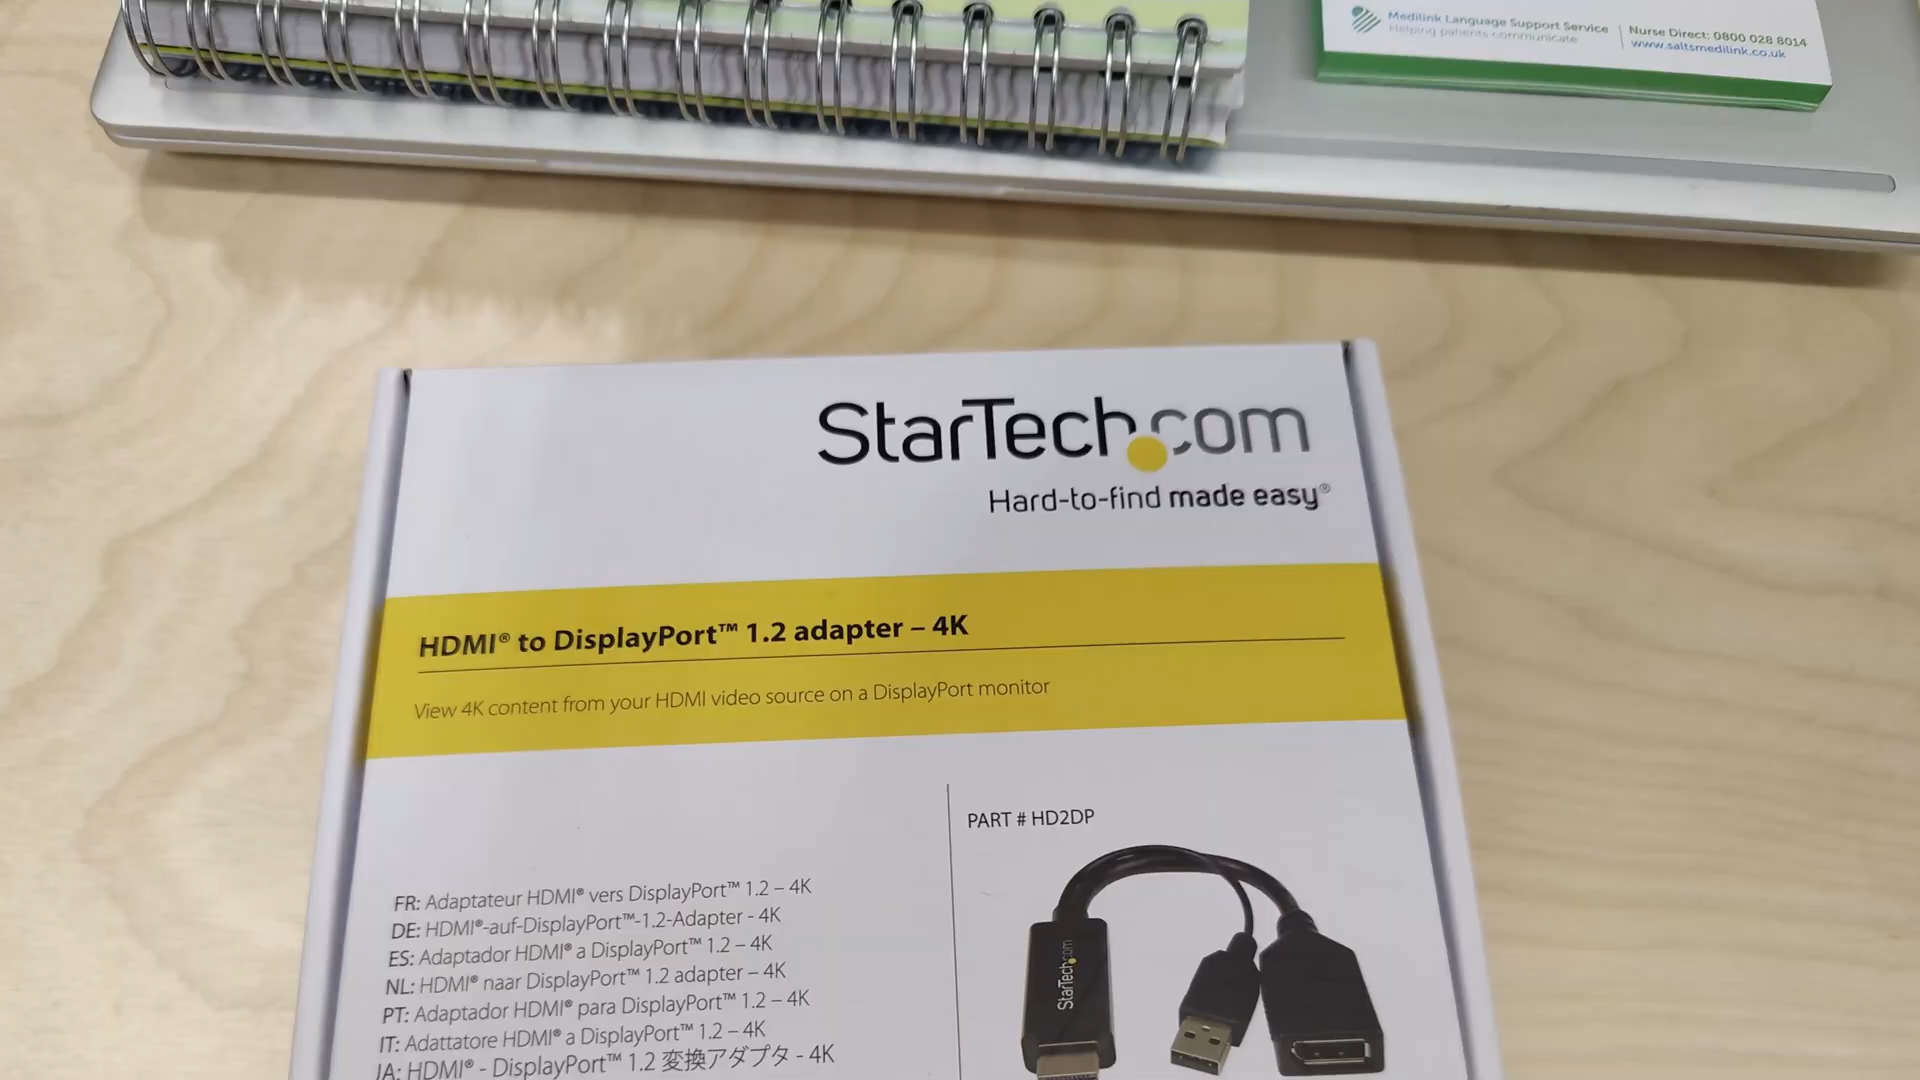 Medilink Language Support Service
Helping patients communicate
Nurse Direct: 0800 028 8014
www.saltsmedilink.co.uk
StarTech.com
Hard-to-find made easy®
HDMI® to DisplayPort™ 1.2 adapter – 4K
View 4K content from your HDMI video source on a DisplayPort monitor
PART # HD2DP
FR: Adaptateur HDMI® vers DisplayPort™ 1.2 – 4K
DE: HDMI®-auf-DisplayPort™-1.2-Adapter - 4K
ES: Adaptador HDMI® a DisplayPort™ 1.2 – 4K
NL: HDMI® naar DisplayPort™ 1.2 adapter – 4K
PT: Adaptador HDMI® para DisplayPort™ 1.2 – 4K
IT: Adattatore HDMI® a DisplayPort™ 1.2 – 4K
JA: HDMI® - DisplayPort™ 1.2 変換アダプタ - 4K
StarTech.com